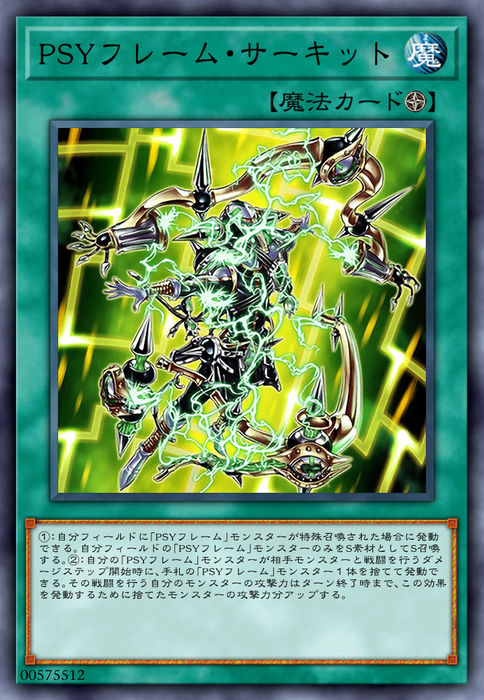 PSYフレーム・サーキット
魔
【魔法カード】
①:自分フィールドに「PSYフレーム」モンスターが特殊召喚された場合に発動
できる。自分フィールドの「PSYフレーム」モンスターのみをS素材としてS召喚
する。②:自分の「PSYフレーム」モンスターが相手モンスターと戦闘を行うダメ
ージステップ開始時に、手札の「PSYフレーム」モンスター1体を捨てて発動で
きる。その戦闘を行う自分のモンスターの攻撃力はターン終了時まで、この効果
を発動するために捨てたモンスターの攻撃力分アップする。
00575512